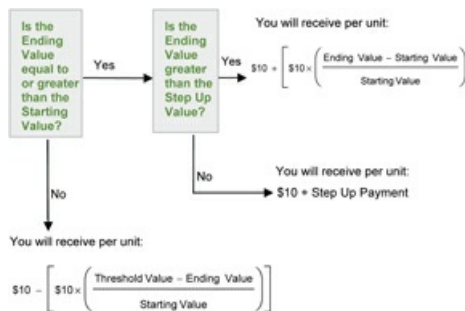 Is the
Ending
Value
equal to
or greater
than the
Starting
Value?
Yes
Is the
Ending
Value
greater
than the
Step Up
Value?
Yes
You will receive per unit:
$10 + [ $10 × ( Ending Value – Starting Value
Starting Value )
No
You will receive per unit:
$10 + Step Up Payment
No
You will receive per unit:
$10 – [ $10 × ( Threshold Value – Ending Value
Starting Value ) ]